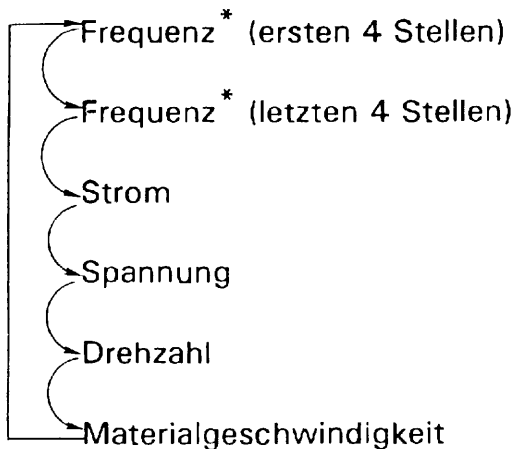 Frequenz* (ersten 4 Stellen)
Frequenz* (letzten 4 Stellen)
Strom
Spannung
Drehzahl
Materialgeschwindigkeit